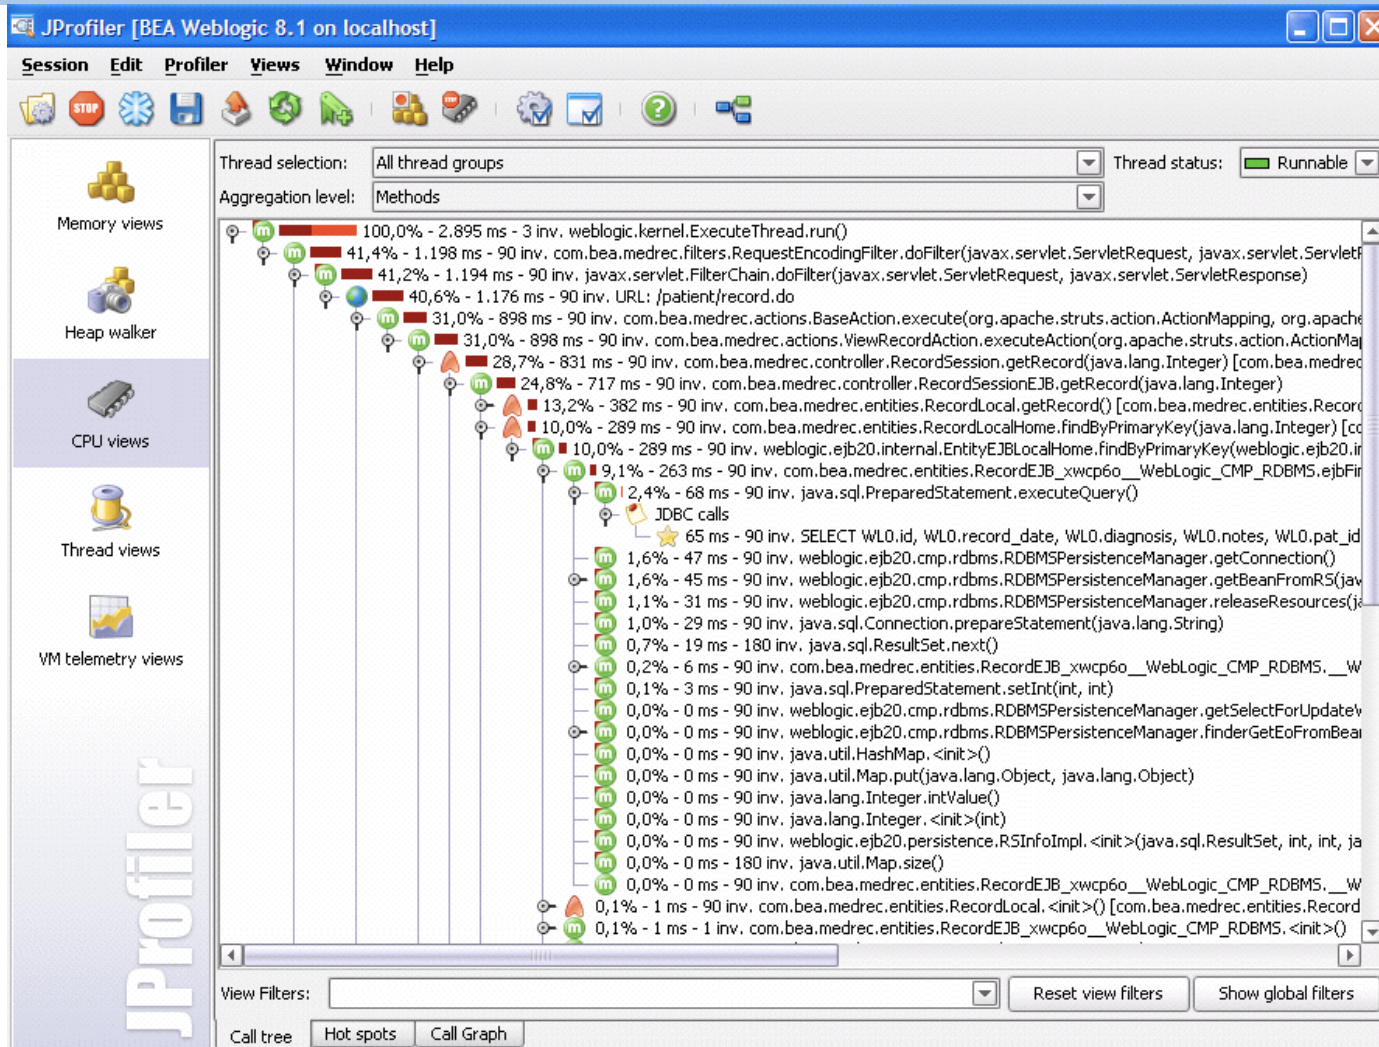 JProfiler [BEA Weblogic 8.1 on localhost]
Session Edit Profiler Views Window Help
STOP
Thread selection: All thread groups Thread status: Runnable
Aggregation level: Methods
Memory views
Heap walker
CPU views
Thread views
VM telemetry views
JProfiler
100,0% - 2.895 ms - 3 inv. weblogic.kernel.ExecuteThread.run()
41,4% - 1.198 ms - 90 inv. com.bea.medrec.filters.RequestEncodingFilter.doFilter(javax.servlet.ServletRequest, javax.servlet.ServletR
41,2% - 1.194 ms - 90 inv. javax.servlet.FilterChain.doFilter(javax.servlet.ServletRequest, javax.servlet.ServletResponse)
40,6% - 1.176 ms - 90 inv. URL: /patient/record.do
31,0% - 898 ms - 90 inv. com.bea.medrec.actions.BaseAction.execute(org.apache.struts.action.ActionMapping, org.apache
31,0% - 898 ms - 90 inv. com.bea.medrec.actions.ViewRecordAction.executeAction(org.apache.struts.action.ActionMap
28,7% - 831 ms - 90 inv. com.bea.medrec.controller.RecordSession.getRecord(java.lang.Integer) [com.bea.medrec
24,8% - 717 ms - 90 inv. com.bea.medrec.controller.RecordSessionEJB.getRecord(java.lang.Integer)
13,2% - 382 ms - 90 inv. com.bea.medrec.entities.RecordLocal.getRecord() [com.bea.medrec.entities.Record
10,0% - 289 ms - 90 inv. com.bea.medrec.entities.RecordLocalHome.findByPrimaryKey(java.lang.Integer) [co
10,0% - 289 ms - 90 inv. weblogic.ejb20.internal.EntityEJBLocalHome.findByPrimaryKey(weblogic.ejb20.in
9,1% - 263 ms - 90 inv. com.bea.medrec.entities.RecordEJB_xwcp6o__WebLogic_CMP_RDBMS.ejbFin
2,4% - 68 ms - 90 inv. java.sql.PreparedStatement.executeQuery()
JDBC calls
65 ms - 90 inv. SELECT WL0.id, WL0.record_date, WL0.diagnosis, WL0.notes, WL0.pat_id
1,6% - 47 ms - 90 inv. weblogic.ejb20.cmp.rdbms.RDBMSPersistenceManager.getConnection()
1,6% - 45 ms - 90 inv. weblogic.ejb20.cmp.rdbms.RDBMSPersistenceManager.getBeanFromRS(jav
1,1% - 31 ms - 90 inv. weblogic.ejb20.cmp.rdbms.RDBMSPersistenceManager.releaseResources(ja
1,0% - 29 ms - 90 inv. java.sql.Connection.prepareStatement(java.lang.String)
0,7% - 19 ms - 180 inv. java.sql.ResultSet.next()
0,2% - 6 ms - 90 inv. com.bea.medrec.entities.RecordEJB_xwcp6o__WebLogic_CMP_RDBMS.__W
0,1% - 3 ms - 90 inv. java.sql.PreparedStatement.setInt(int, int)
0,0% - 0 ms - 90 inv. weblogic.ejb20.cmp.rdbms.RDBMSPersistenceManager.getSelectForUpdateV
0,0% - 0 ms - 90 inv. weblogic.ejb20.cmp.rdbms.RDBMSPersistenceManager.finderGetEoFromBean
0,0% - 0 ms - 90 inv. java.util.HashMap.<init>()
0,0% - 0 ms - 90 inv. java.util.Map.put(java.lang.Object, java.lang.Object)
0,0% - 0 ms - 90 inv. java.lang.Integer.intValue()
0,0% - 0 ms - 90 inv. java.lang.Integer.<init>(int)
0,0% - 0 ms - 90 inv. weblogic.ejb20.persistence.RSInfoImpl.<init>(java.sql.ResultSet, int, int, ja
0,0% - 0 ms - 180 inv. java.util.Map.size()
0,0% - 0 ms - 90 inv. com.bea.medrec.entities.RecordEJB_xwcp6o__WebLogic_CMP_RDBMS.__W
0,1% - 1 ms - 90 inv. com.bea.medrec.entities.RecordLocal.<init>() [com.bea.medrec.entities.Record
0,1% - 1 ms - 1 inv. com.bea.medrec.entities.RecordEJB_xwcp6o__WebLogic_CMP_RDBMS.<init>()
View Filters: Reset view filters Show global filters
Call tree Hot spots Call Graph